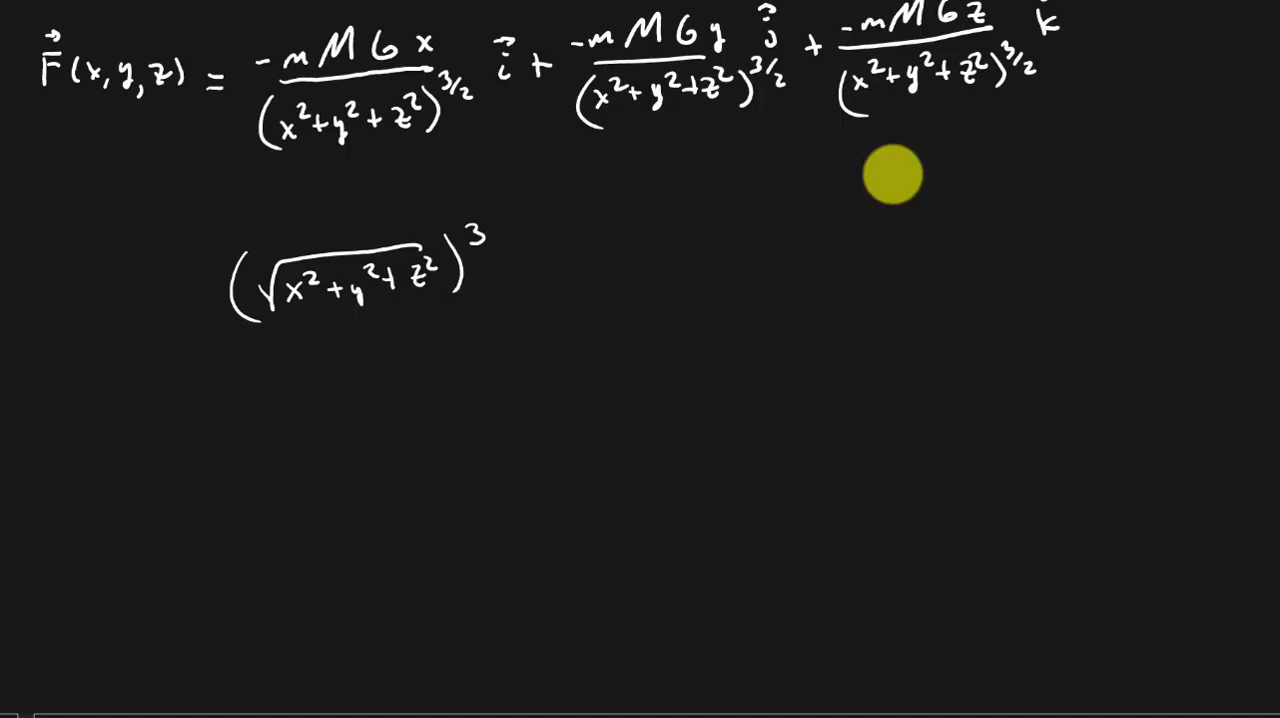 F⃗(x, y, z) = -mMGx/(x²+y²+z²)^3/2 i⃗ + -mMGy/(x²+y²+z²)^3/2 j⃗ + -mMGz/(x²+y²+z²)^3/2 k⃗
(√x²+y²+z²)³